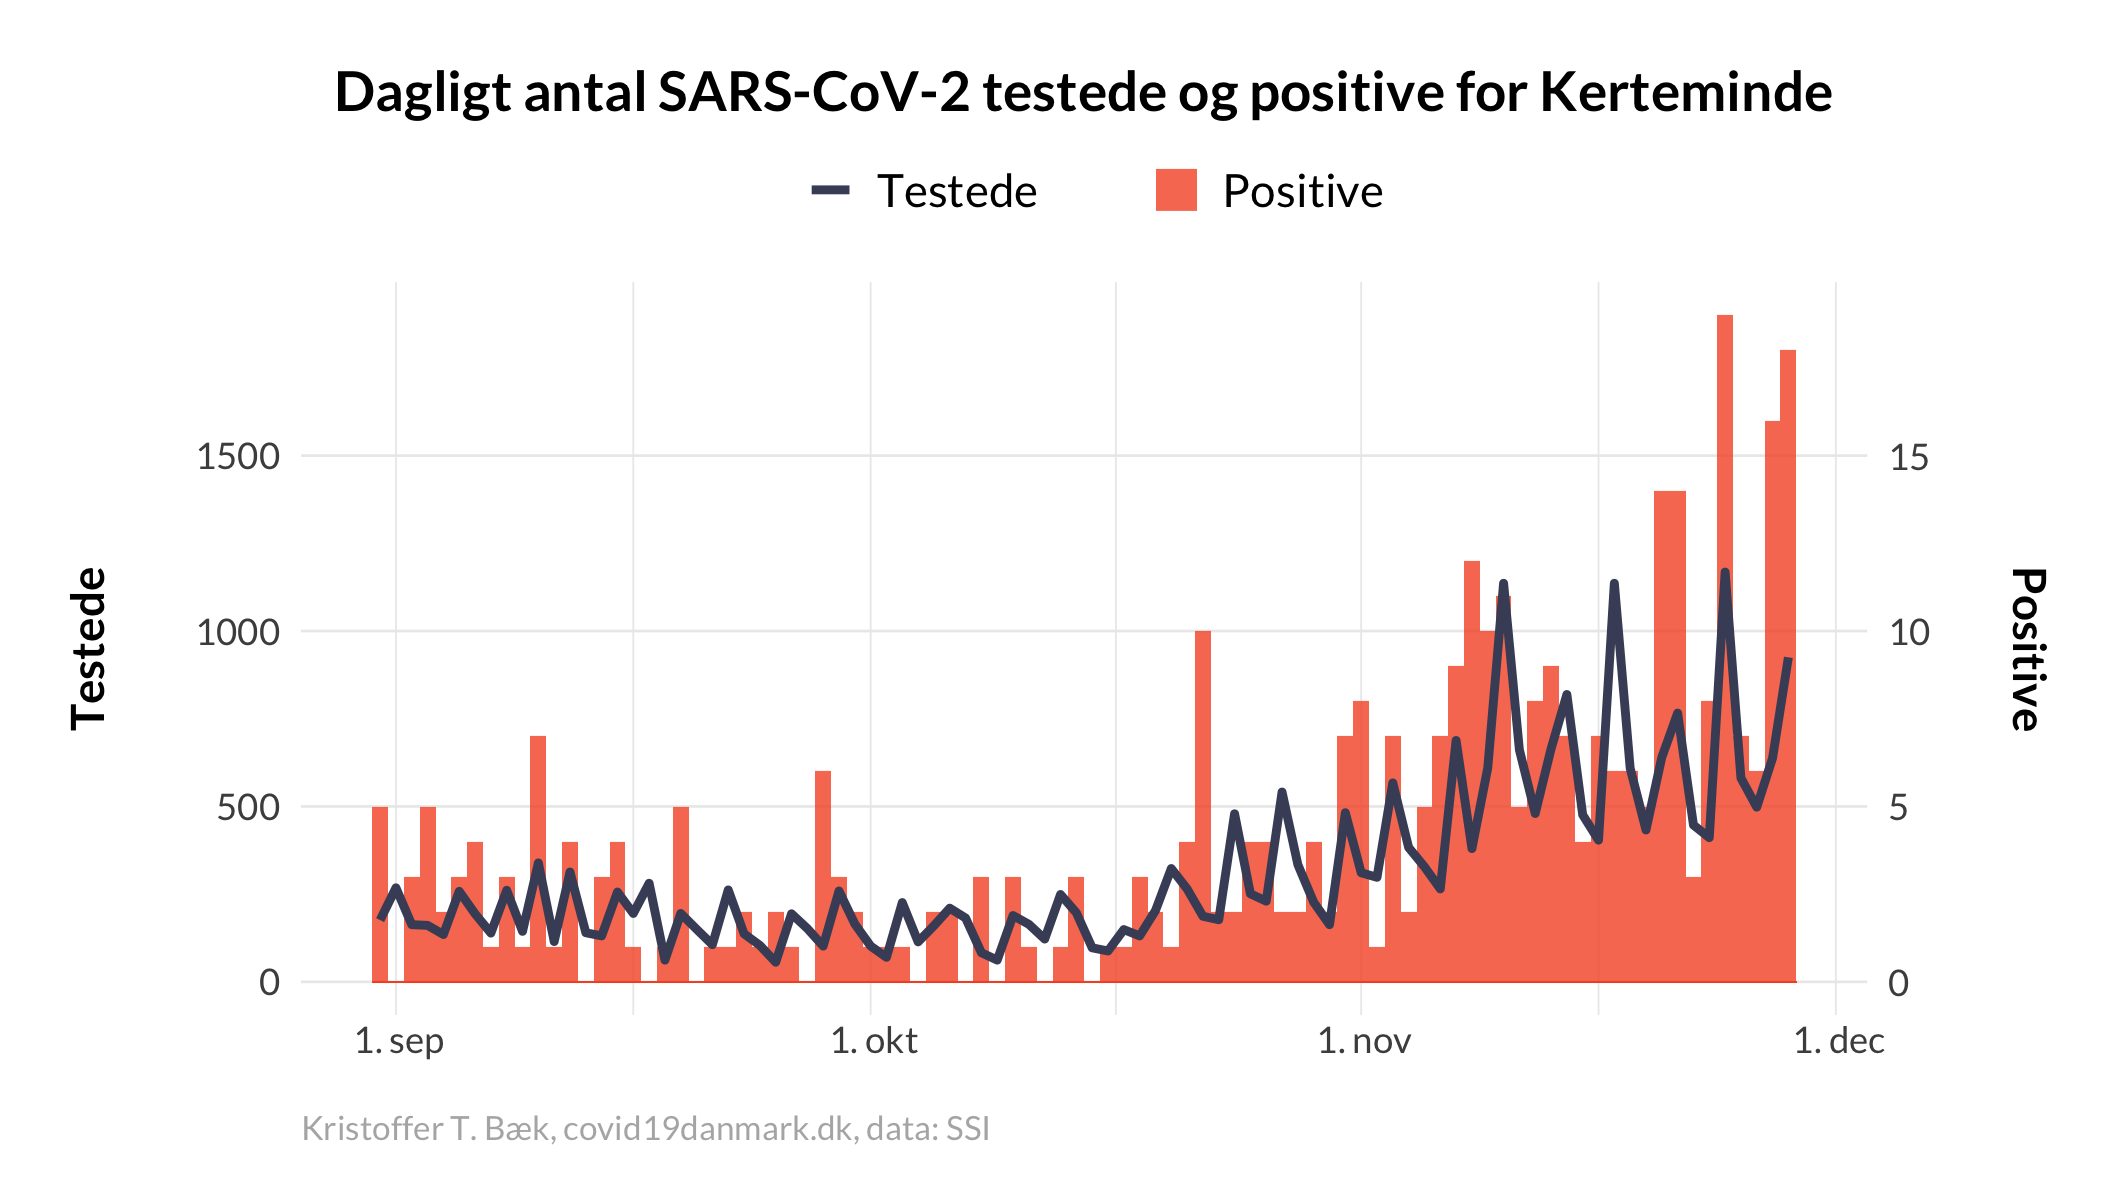 Dagligt antal SARS-CoV-2 testede og positive for Kerteminde
Testede Positive
1500 15
1000 10
500 5
0 0
Testede
Positive
1. sep 1. okt 1. nov 1. dec
Kristoffer T. Bæk, covid19danmark.dk, data: SSI